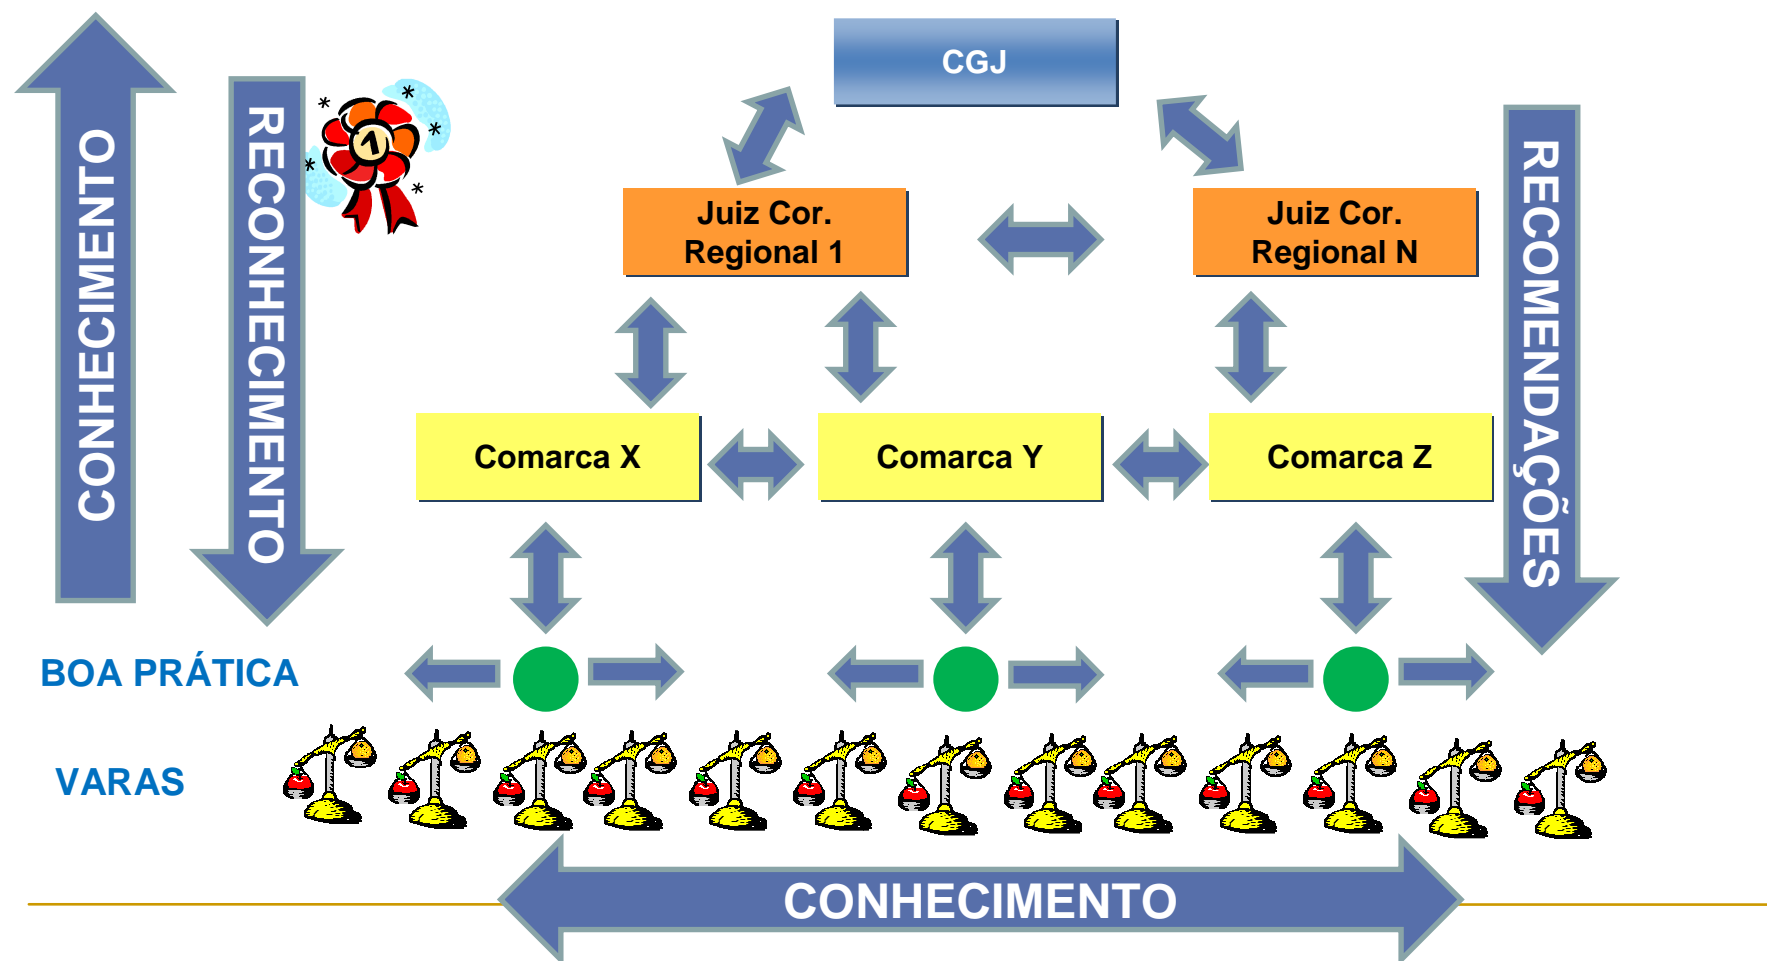 CGJ
CONHECIMENTO
RECONHECIMENTO
1
RECOMENDAÇÕES
Juiz Cor.
Regional 1
Juiz Cor.
Regional N
Comarca X
Comarca Y
Comarca Z
BOA PRÁTICA
VARAS
CONHECIMENTO